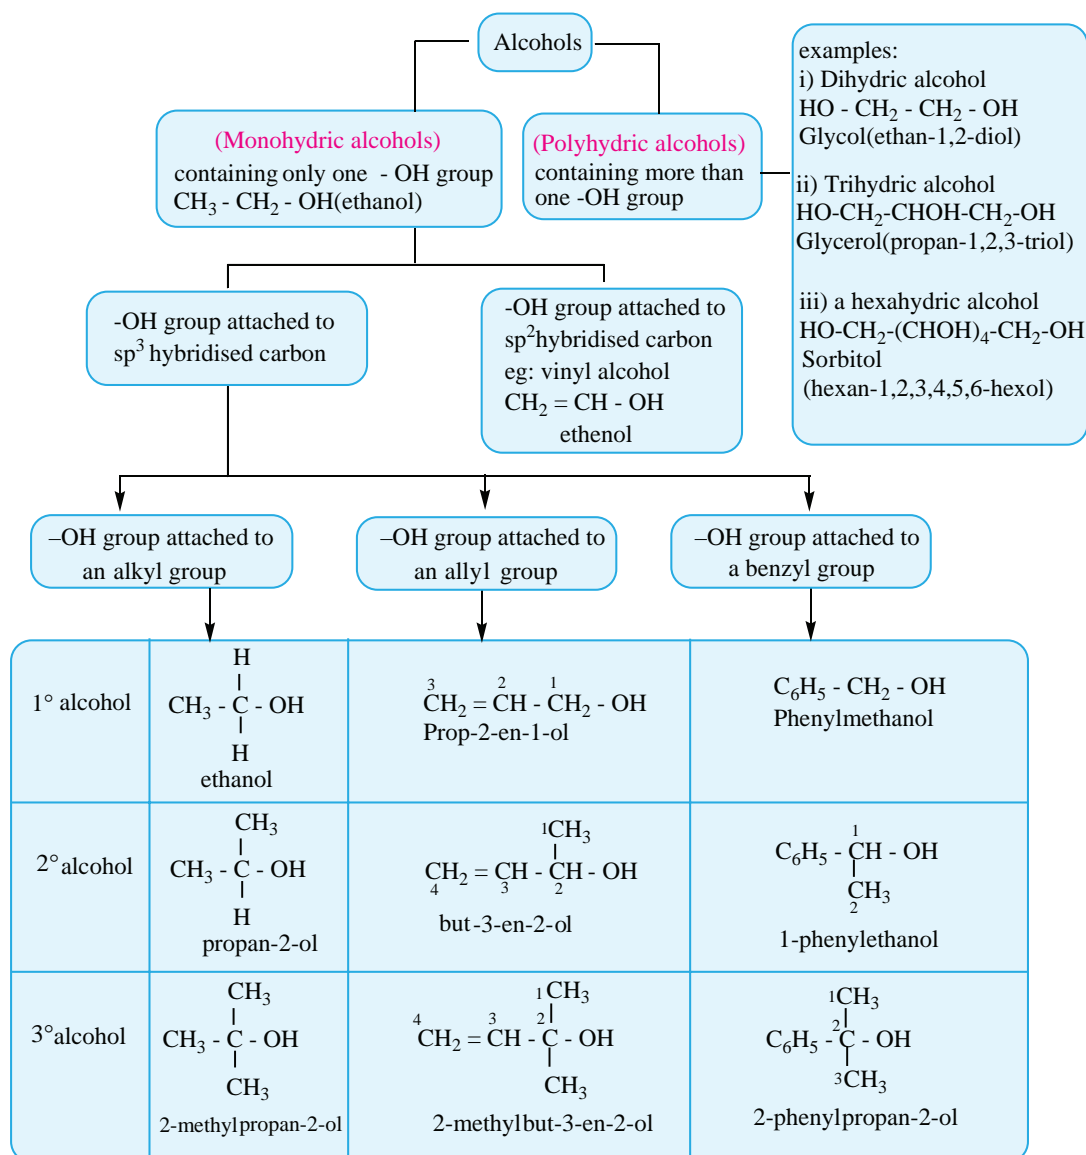 Alcohols
(Monohydric alcohols)
containing only one - OH group
CH₃ - CH₂ - OH(ethanol)
(Polyhydric alcohols)
containing more than
one -OH group
examples:
i) Dihydric alcohol
HO - CH₂ - CH₂ - OH
Glycol(ethan-1,2-diol)
ii) Trihydric alcohol
HO-CH₂-CHOH-CH₂-OH
Glycerol(propan-1,2,3-triol)
iii) a hexahydric alcohol
HO-CH₂-(CHOH)₄-CH₂-OH
Sorbitol
(hexan-1,2,3,4,5,6-hexol)
-OH group attached to
sp³ hybridised carbon
-OH group attached to
sp²hybridised carbon
eg: vinyl alcohol
CH₂ = CH - OH
ethenol
–OH group attached to
an alkyl group
–OH group attached to
an allyl group
–OH group attached to
a benzyl group
1° alcohol
H
CH₃ - C - OH
H
ethanol
3 2 1
CH₂ = CH - CH₂ - OH
Prop-2-en-1-ol
C₆H₅ - CH₂ - OH
Phenylmethanol
2° alcohol
CH₃
CH₃ - C - OH
H
propan-2-ol
1CH₃
CH₂ = CH - CH - OH
4 3 2
but-3-en-2-ol
1
C₆H₅ - CH - OH
CH₃
2
1-phenylethanol
3° alcohol
CH₃
CH₃ - C - OH
CH₃
2-methylpropan-2-ol
1CH₃
4 3 2
CH₂ = CH - C - OH
CH₃
2-methylbut-3-en-2-ol
1CH₃
2
C₆H₅ - C - OH
3CH₃
2-phenylpropan-2-ol